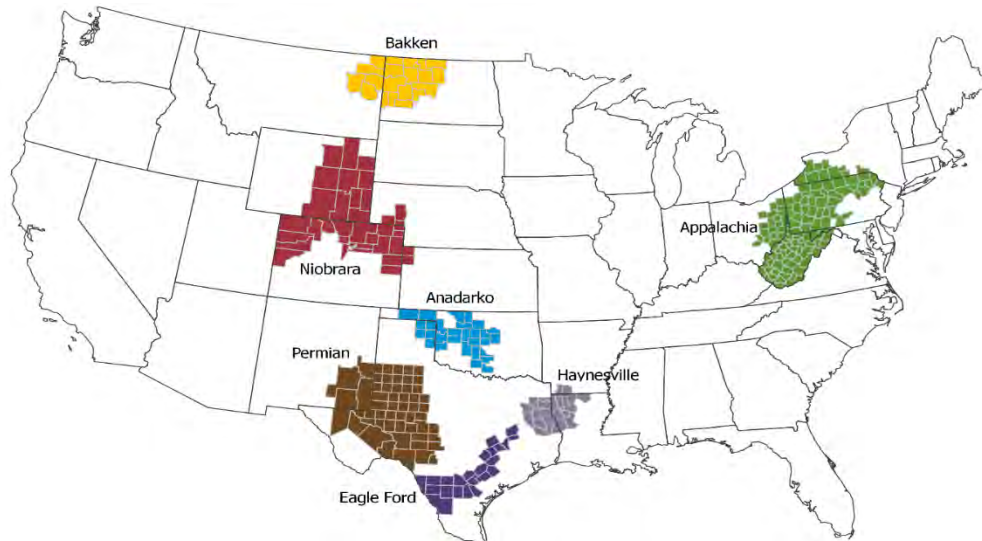 Bakken
Appalachia
Niobrara
Anadarko
Permian
Haynesville
Eagle Ford